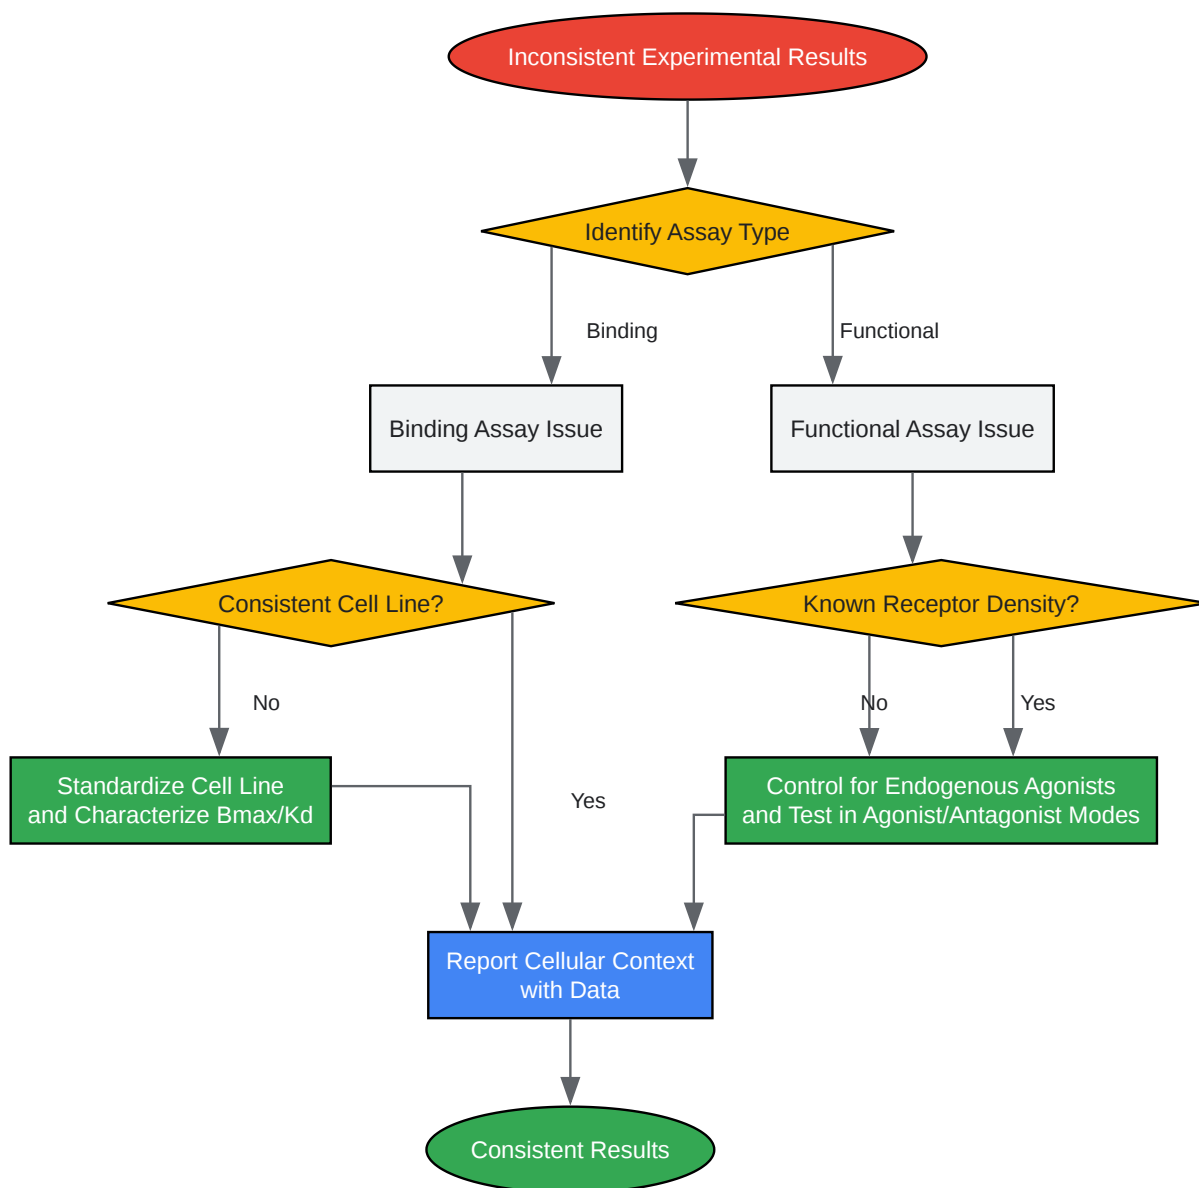 Inconsistent Experimental Results
Identify Assay Type
Binding
Functional
Binding Assay Issue
Functional Assay Issue
Consistent Cell Line?
Known Receptor Density?
No
No
Yes
Standardize Cell Line
and Characterize Bmax/Kd
Yes
Control for Endogenous Agonists
and Test in Agonist/Antagonist Modes
Report Cellular Context
with Data
Consistent Results